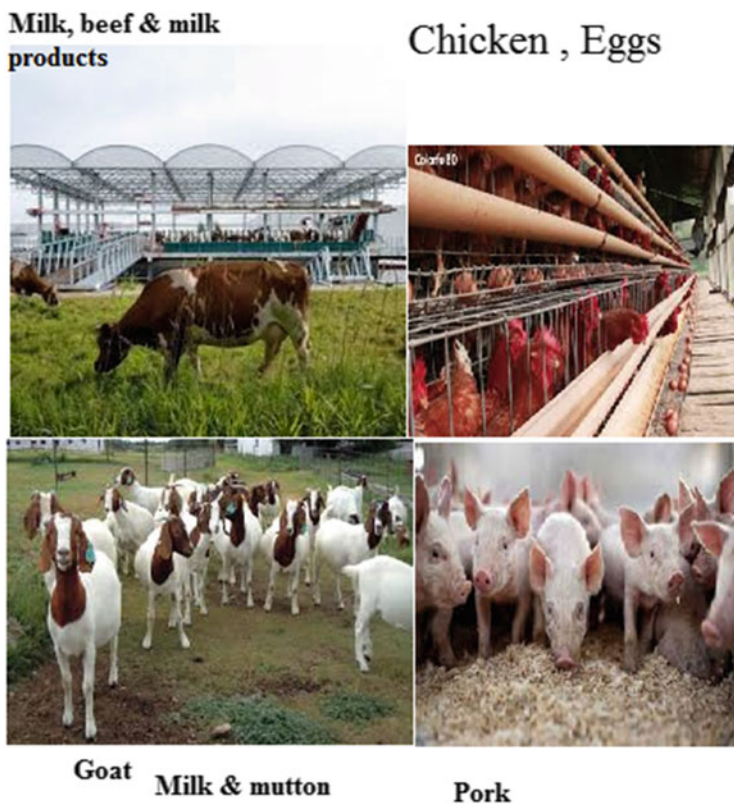 Milk, beef & milk
products
Chicken , Eggs
Goat
Milk & mutton
Pork